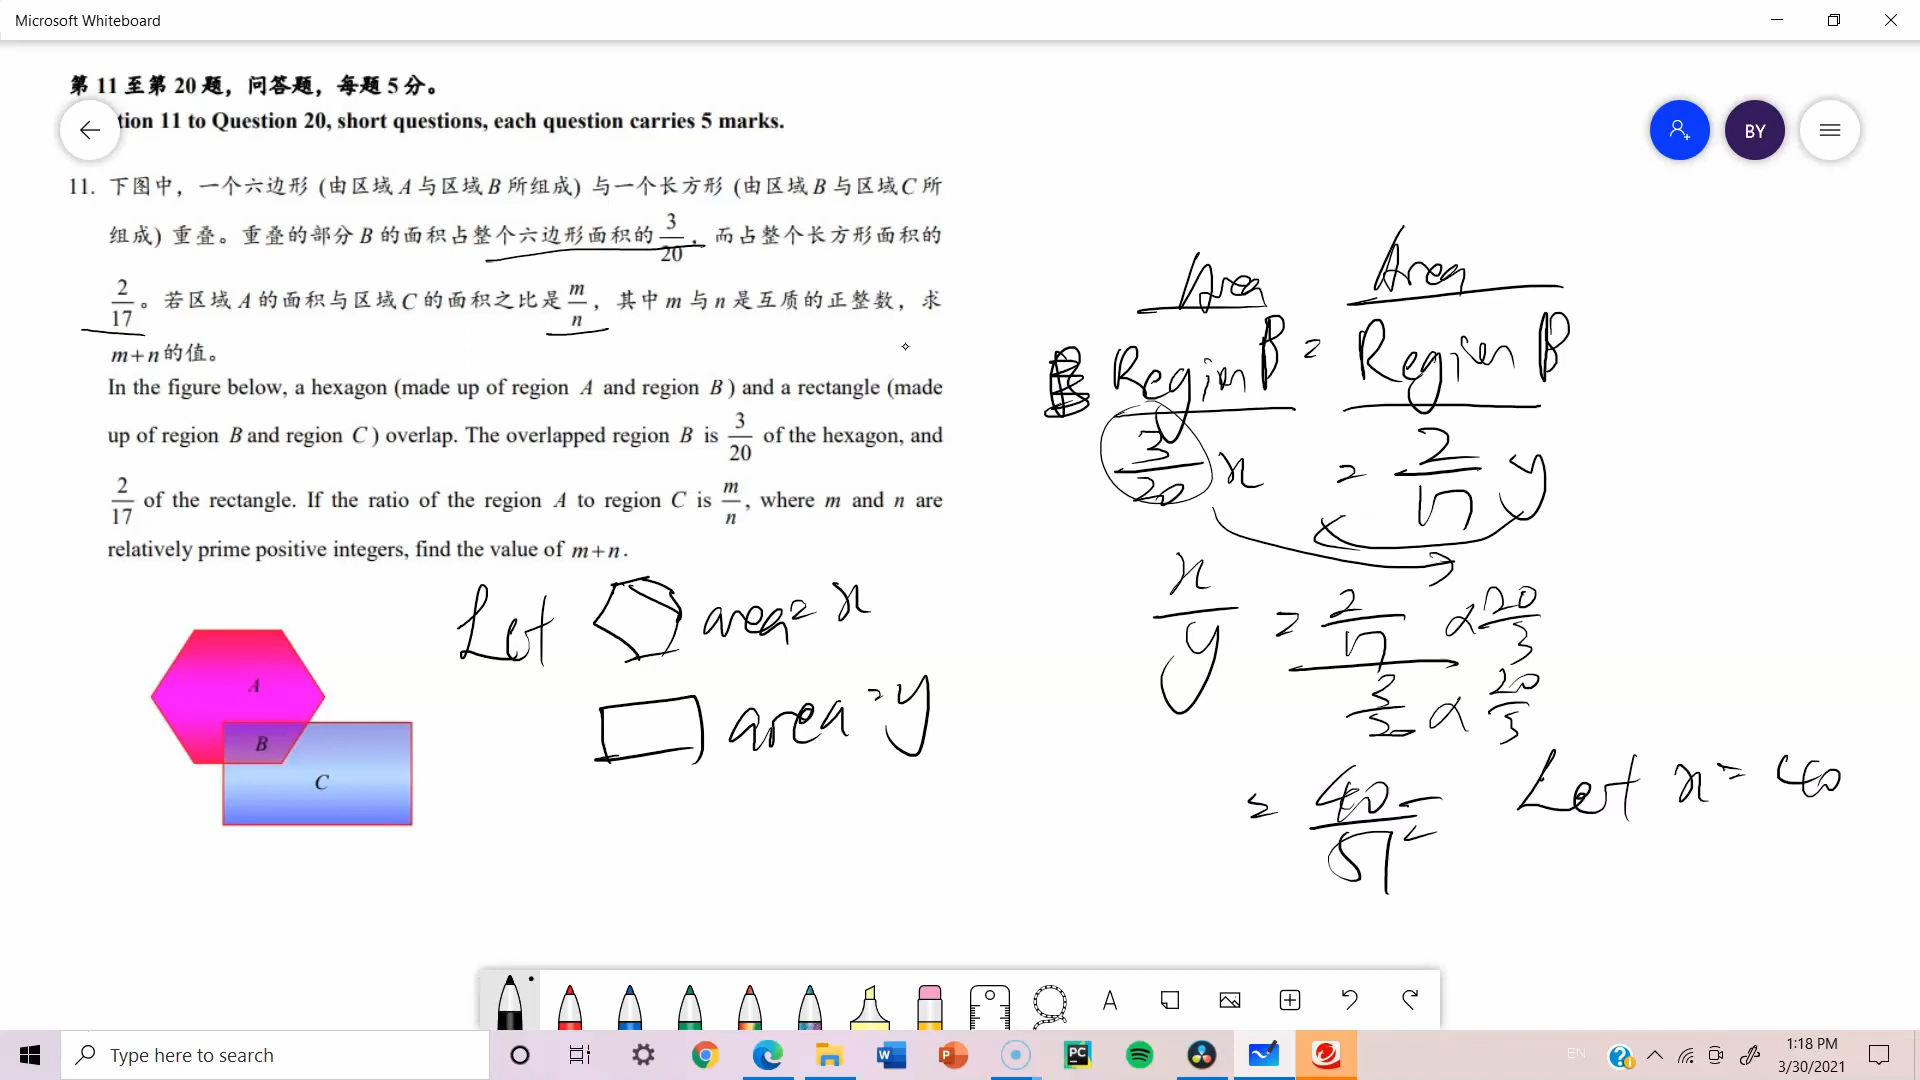 Microsoft Whiteboard
第 11 至第 20 题，问答题，每题 5 分。
tion 11 to Question 20, short questions, each question carries 5 marks.
BY
11. 下图中，一个六边形 (由区域 A 与区域 B 所组成) 与一个长方形 (由区域 B 与区域 C 所
组成) 重叠。重叠的部分 B 的面积占整个六边形面积的 3/20，而占整个长方形面积的
2/17。若区域 A 的面积与区域 C 的面积之比是 m/n，其中 m 与 n 是互质的正整数，求
m+n 的值。
In the figure below, a hexagon (made up of region A and region B) and a rectangle (made
up of region B and region C) overlap. The overlapped region B is 3/20 of the hexagon, and
2/17 of the rectangle. If the ratio of the region A to region C is m/n, where m and n are
relatively prime positive integers, find the value of m+n.
A
B
C
Let area = x
area = y
Area Area
Region B = Region B
3/20 x = 2/17 y
x/y = 2/17 x 20/3
3/20 x 20/3
= 40/51
Let x = 40
Type here to search
EN
1:18 PM
3/30/2021